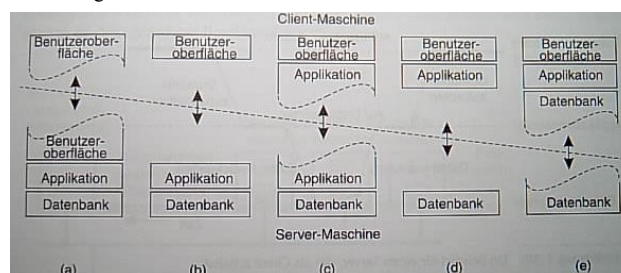 Client-Maschine
Benutzerober-
fläche
Benutzer-
oberfläche
Applikation
Datenbank
Benutzer-
oberfläche
Applikation
Datenbank
Benutzer-
oberfläche
Applikation
Applikation
Datenbank
Benutzer-
oberfläche
Applikation
Datenbank
Benutzer-
oberfläche
Applikation
Datenbank
Datenbank
Server-Maschine
(a)
(b)
(c)
(d)
(e)